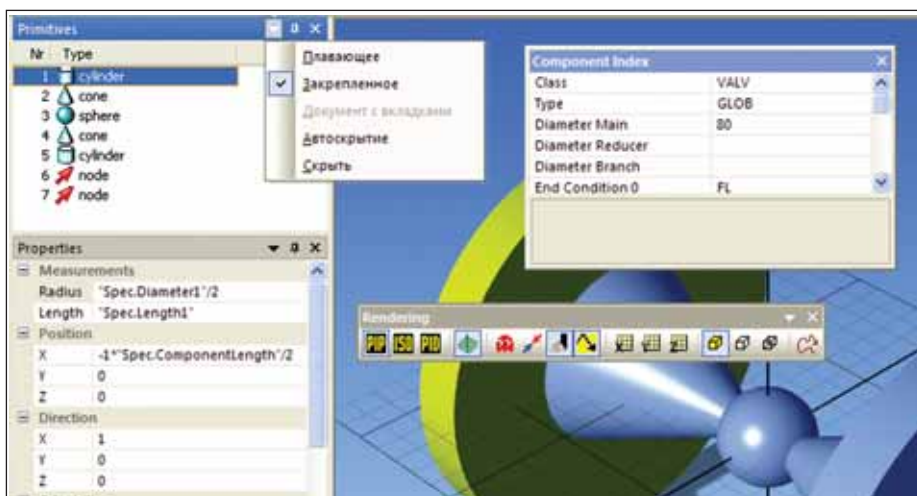 Primitives
Nr Type
1 cylinder
2 cone
3 sphere
4 cone
5 cylinder
6 node
7 node
Плавающее
Закрепленное
Документ с вкладками
Автоскрытие
Скрыть
Component Index
Class VALV
Type GLOB
Diameter Main 80
Diameter Reducer
Diameter Branch
End Condition 0 FL
Properties
Measurements
Radius "Spec.Diameter1"/2
Length "Spec.Length1"
Position
X -1*"Spec.ComponentLength"/2
Y 0
Z 0
Direction
X 1
Y 0
Z 0
Rendering
PIP ISO PID